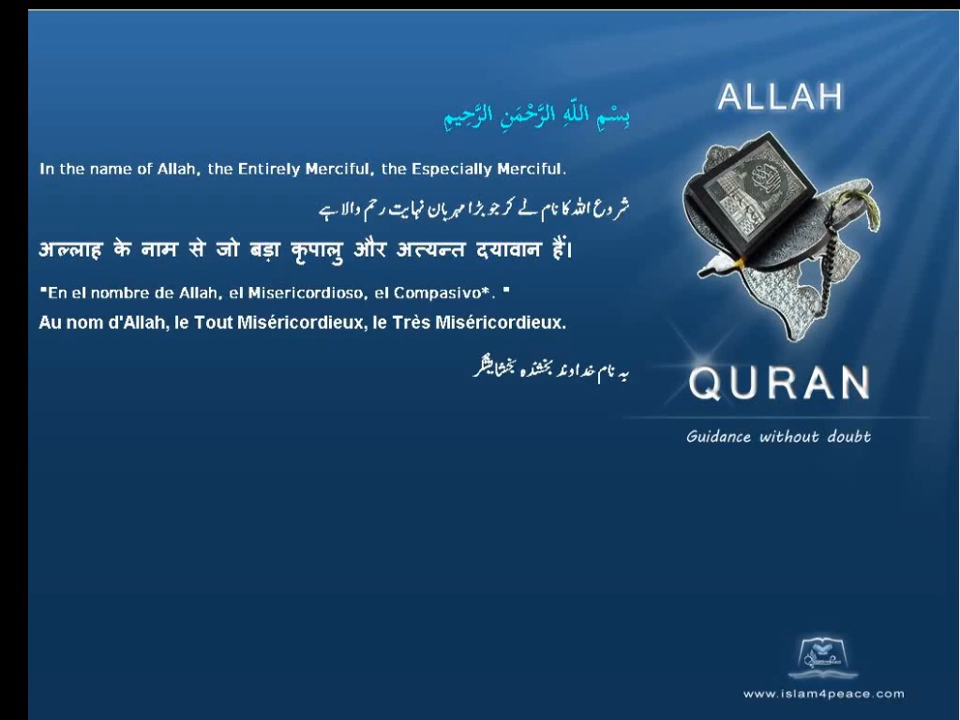 بِسْمِ اللَّهِ الرَّحْمَنِ الرَّحِيمِ
In the name of Allah, the Entirely Merciful, the Especially Merciful.
شروع الله کا نام لے کر جو بڑا مہربان نہایت رحم والا ہے
अल्लाह के नाम से जो बड़ा कृपालु और अत्यन्त दयावान हैं।
"En el nombre de Allah, el Misericordioso, el Compasivo*. "
Au nom d'Allah, le Tout Miséricordieux, le Très Miséricordieux.
به نام خداوند بخشنده بخشایشگر
ALLAH
QURAN
Guidance without doubt
www.islam4peace.com